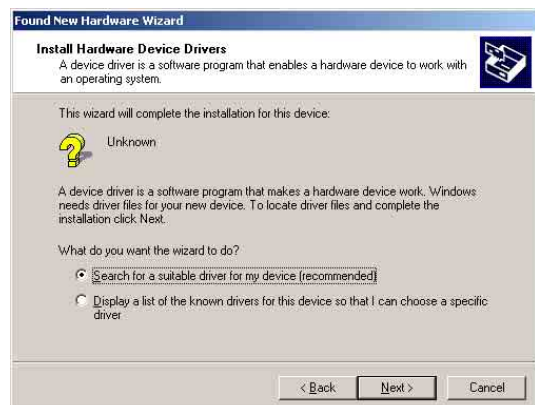 Found New Hardware Wizard
Install Hardware Device Drivers
A device driver is a software program that enables a hardware device to work with
an operating system.
This wizard will complete the installation for this device:
Unknown
A device driver is a software program that makes a hardware device work. Windows
needs driver files for your new device. To locate driver files and complete the
installation click Next.
What do you want the wizard to do?
Search for a suitable driver for my device (recommended)
Display a list of the known drivers for this device so that I can choose a specific
driver
< Back
Next >
Cancel